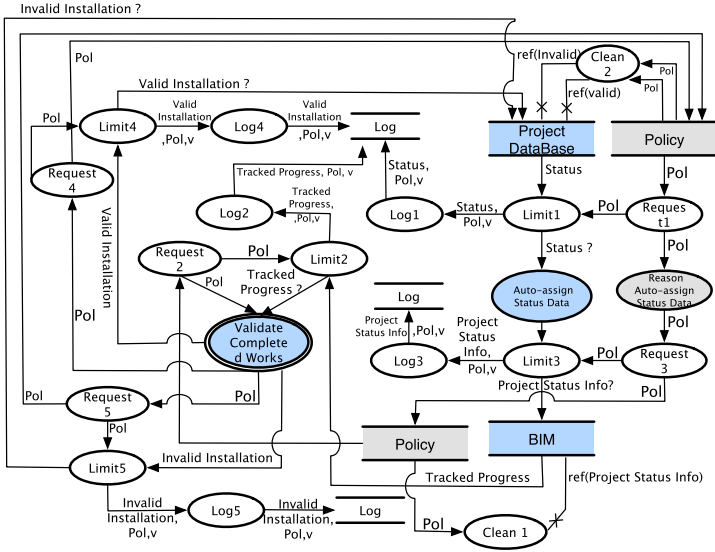 Invalid Installation ?
Pol
Valid Installation ?
ref(Invalid)
Clean
2
Pol
Pol
ref(valid)
Pol
Limit4
Valid
Installation
,Pol,v
Log4
Valid
Installation
,Pol,v
Log
Project
DataBase
Policy
Request
4
Tracked Progress, Pol, v
Status,
Pol,v
Status
Pol
Valid Installation
Log2
Tracked
Progress,
,Pol,v
Log1
Status,
Pol,v
Limit1
Pol
Reques
t1
Request
2
Pol
Limit2
Status ?
Pol
Pol
Tracked
Progress ?
Log
Auto-assign
Status Data
Reason
Auto-assign
Status Data
Pol
Validate
Complete
d Works
Project
Status Info
,Pol,v
Project
Status
Info,
Pol,v
Pol
Log3
Limit3
Pol
Request
3
Pol
Request
5
Pol
Project Status Info?
Pol
Pol
Policy
BIM
Limit5
Invalid Installation
Tracked Progress
ref(Project Status Info)
Invalid
Installation,
Pol,v
Log5
Invalid
Installation,
Pol,v
Log
Pol
Clean 1